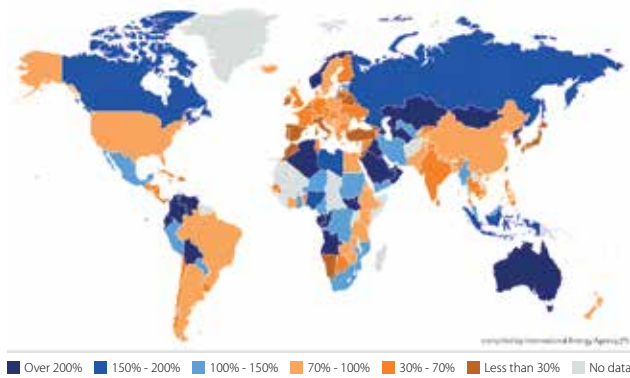 compiled by International Energy Agency
Over 200% 150% - 200% 100% - 150% 70% - 100% 30% - 70% Less than 30% No data